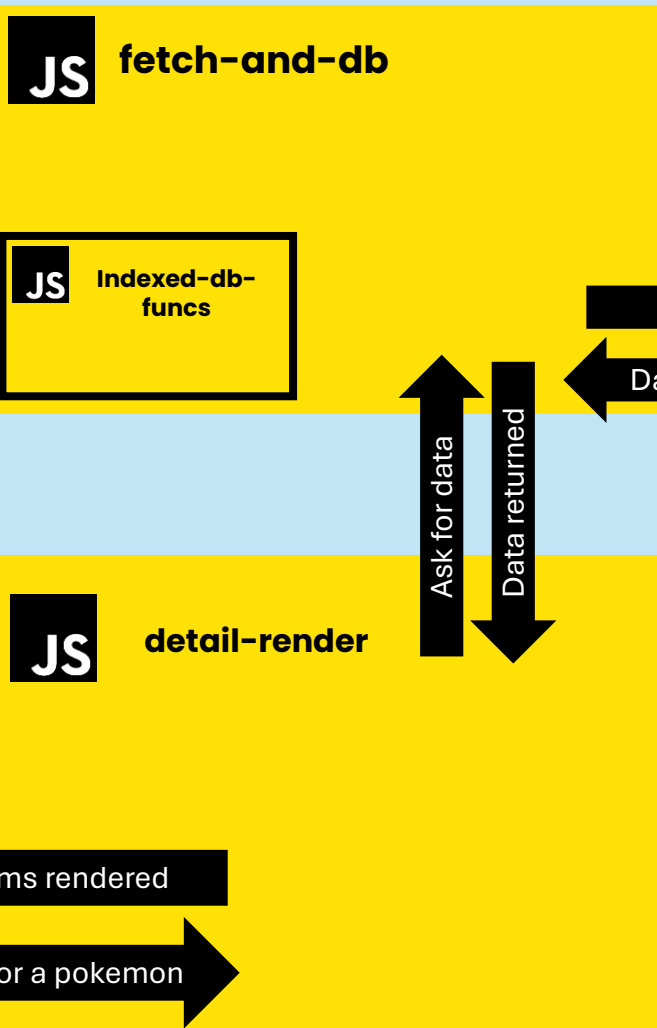 JS
fetch-and-db
JS
Indexed-db-
funcs
Da
Ask for data
Data returned
JS
detail-render
ms rendered
or a pokemon